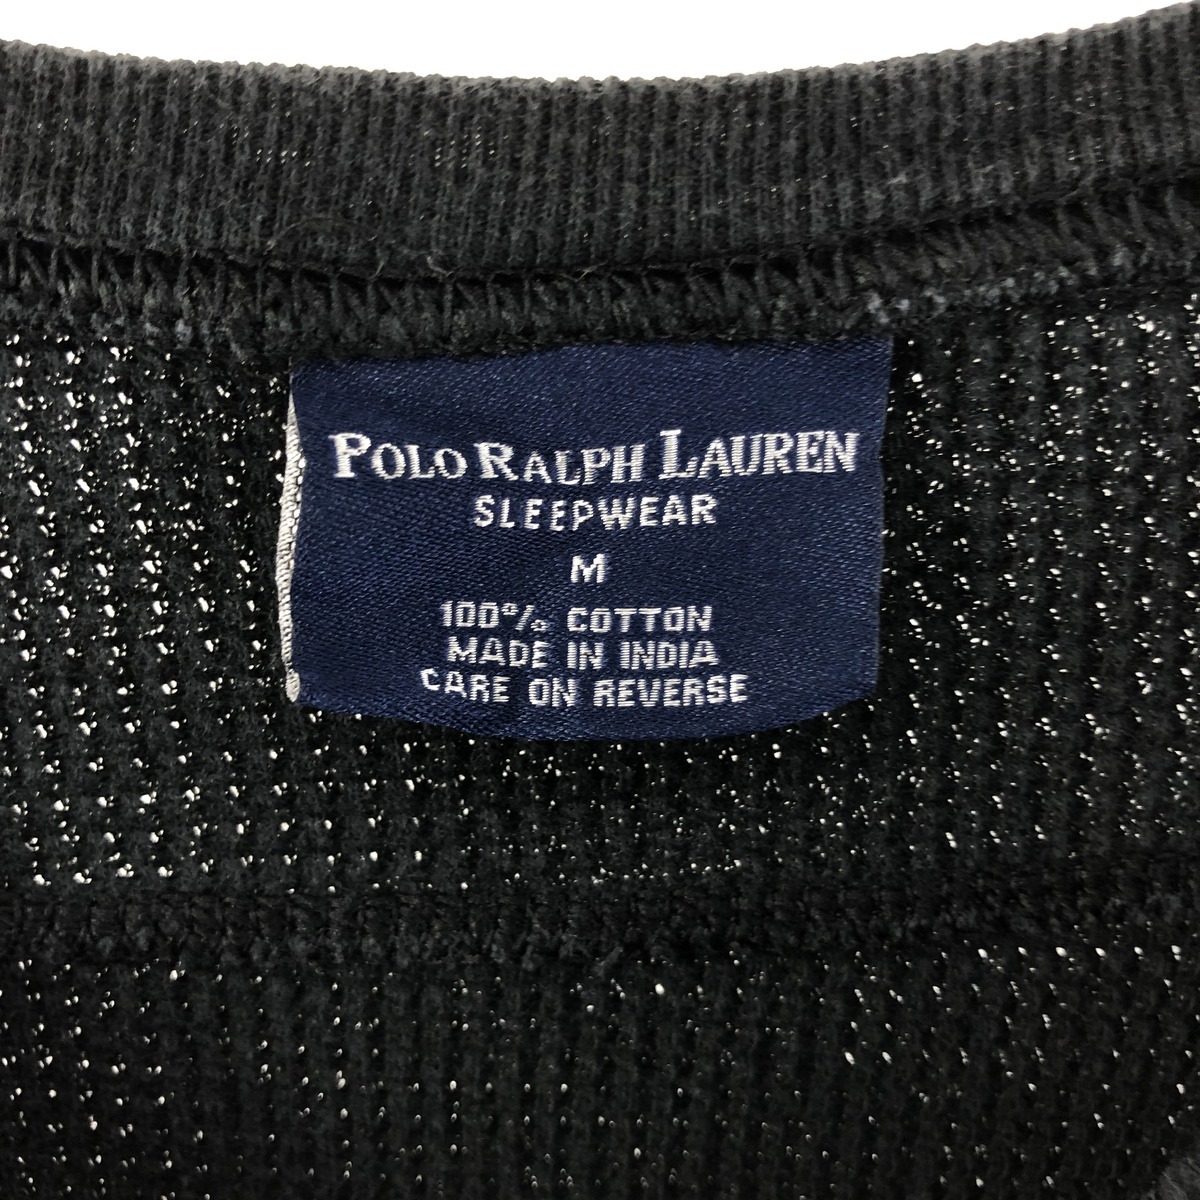 POLO RALPH LAUREN
SLEEPWEAR
M
100% COTTON
MADE IN INDIA
CARE ON REVERSE